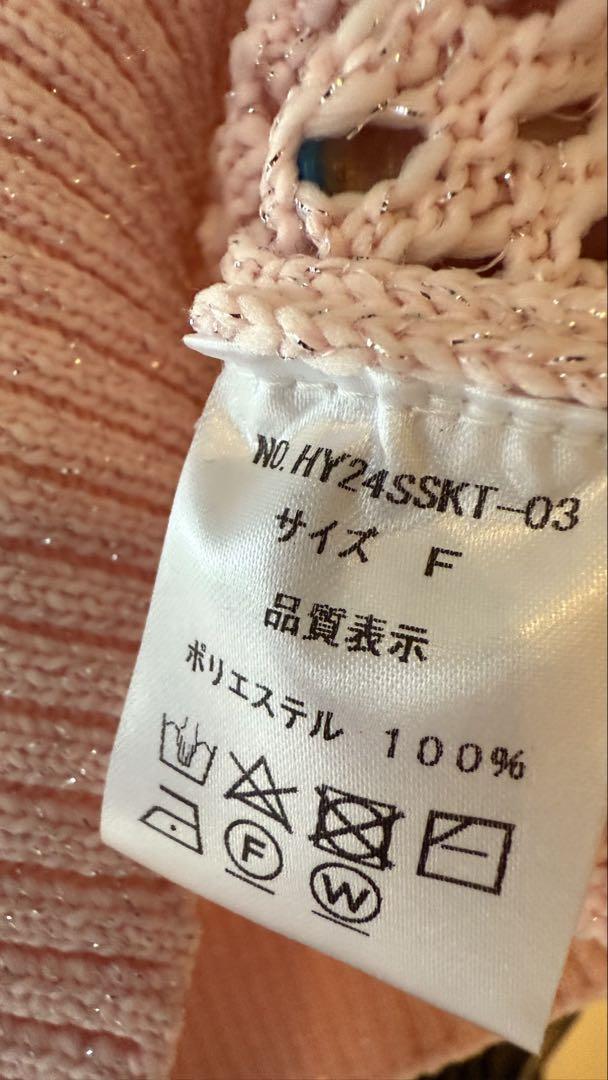 NO.HY24SSKT-03
サイズ F
品質表示
ポリエステル 100%
F
W